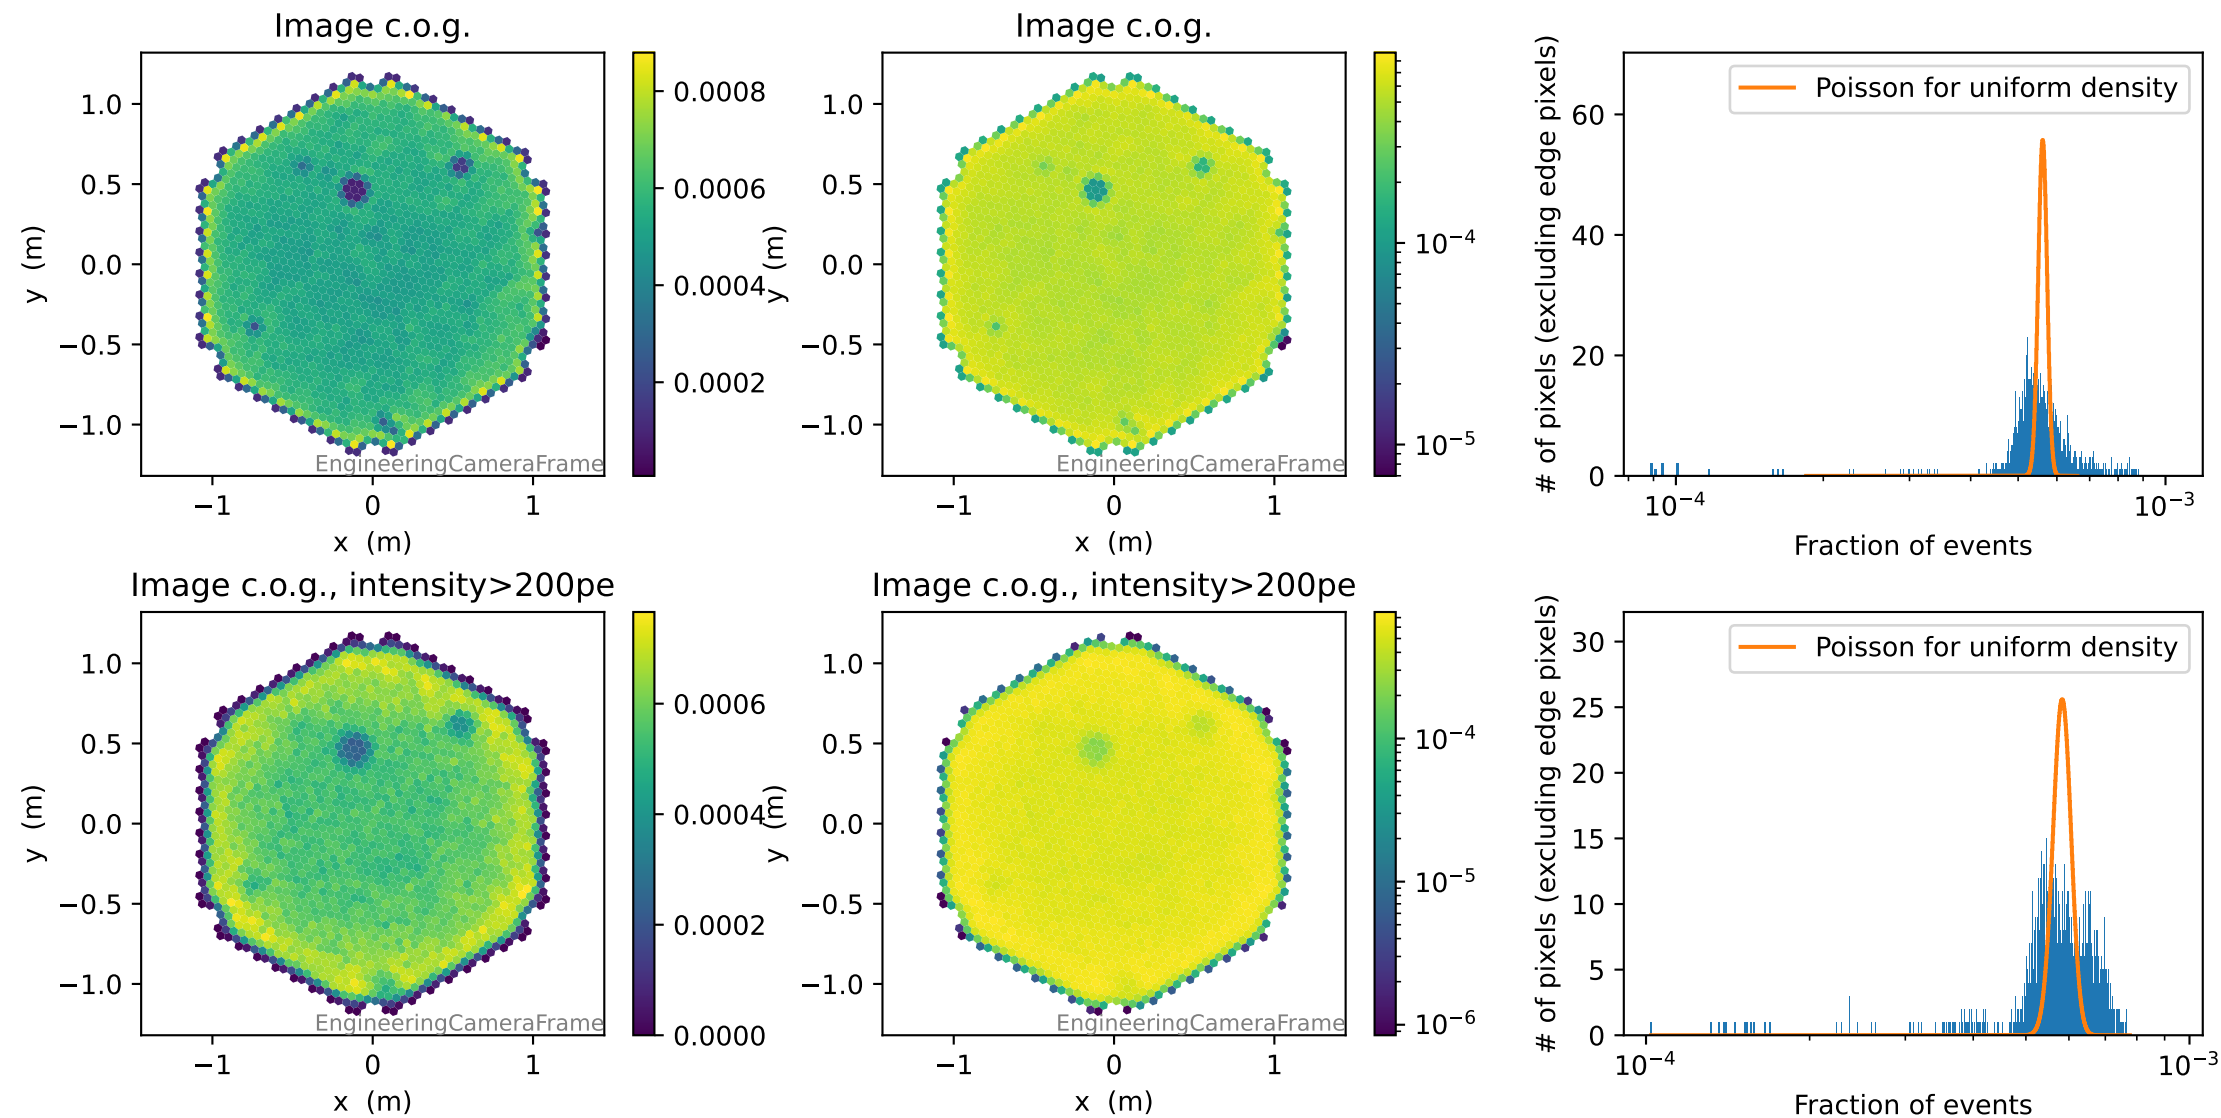 Image c.o.g.
1.0
0.5
0.0
−0.5
−1.0
y (m)
−1
0
1
x (m)
EngineeringCameraFrame
0.0008
0.0006
0.0004
0.0002
Image c.o.g.
1.0
0.5
0.0
−0.5
−1.0
y (m)
−1
0
1
x (m)
EngineeringCameraFrame
10⁻⁴
10⁻⁵
# of pixels (excluding edge pixels)
60
40
20
0
Poisson for uniform density
10⁻⁴
10⁻³
Fraction of events
Image c.o.g., intensity>200pe
1.0
0.5
0.0
−0.5
−1.0
y (m)
−1
0
1
x (m)
EngineeringCameraFrame
0.0006
0.0004
0.0002
0.0000
Image c.o.g., intensity>200pe
1.0
0.5
0.0
−0.5
−1.0
y (m)
−1
0
1
x (m)
EngineeringCameraFrame
10⁻⁴
10⁻⁵
10⁻⁶
# of pixels (excluding edge pixels)
30
25
20
15
10
5
0
Poisson for uniform density
10⁻⁴
10⁻³
Fraction of events